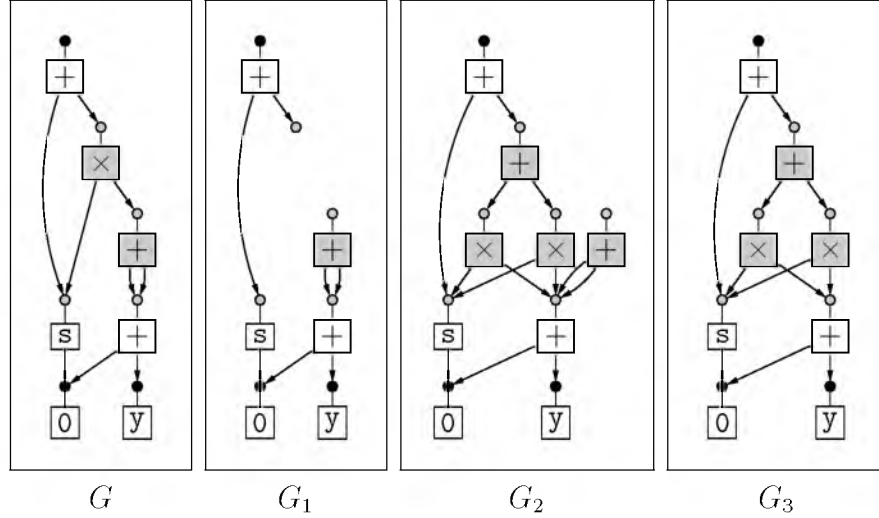 + + + +
× + +
+ × × + × ×
s + s + s + s +
0 y 0 y 0 y 0 y
G G₁ G₂ G₃